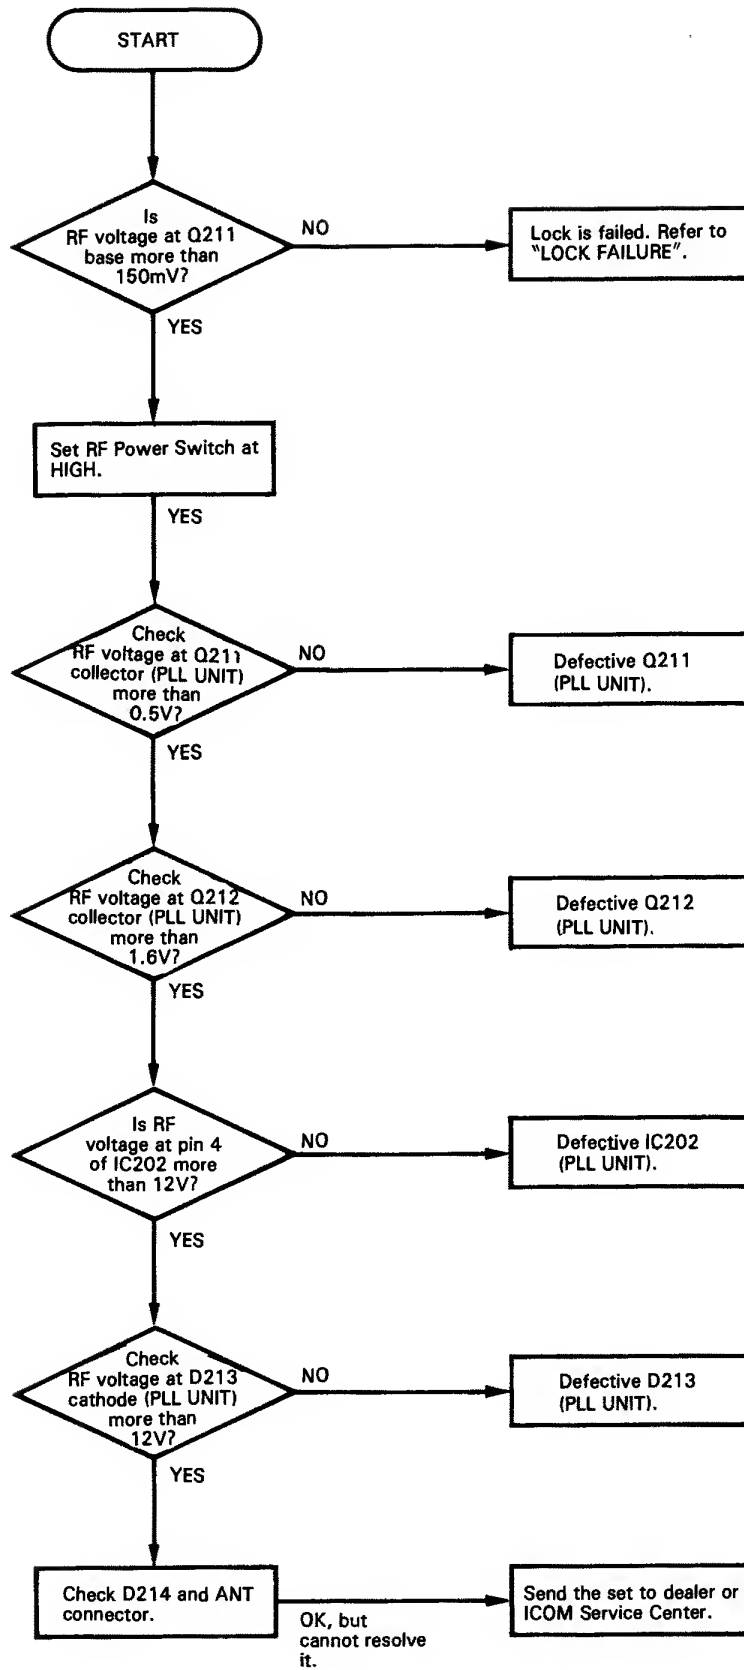 START
Is
RF voltage at Q211
base more than
150mV?
NO
Lock is failed. Refer to
"LOCK FAILURE".
YES
Set RF Power Switch at
HIGH.
YES
Check
RF voltage at Q211
collector (PLL UNIT)
more than
0.5V?
NO
Defective Q211
(PLL UNIT).
YES
Check
RF voltage at Q212
collector (PLL UNIT)
more than
1.6V?
NO
Defective Q212
(PLL UNIT).
YES
Is RF
voltage at pin 4
of IC202 more
than 12V?
NO
Defective IC202
(PLL UNIT).
YES
Check
RF voltage at D213
cathode (PLL UNIT)
more than
12V?
NO
Defective D213
(PLL UNIT).
YES
Check D214 and ANT
connector.
OK, but
cannot resolve
it.
Send the set to dealer or
ICOM Service Center.